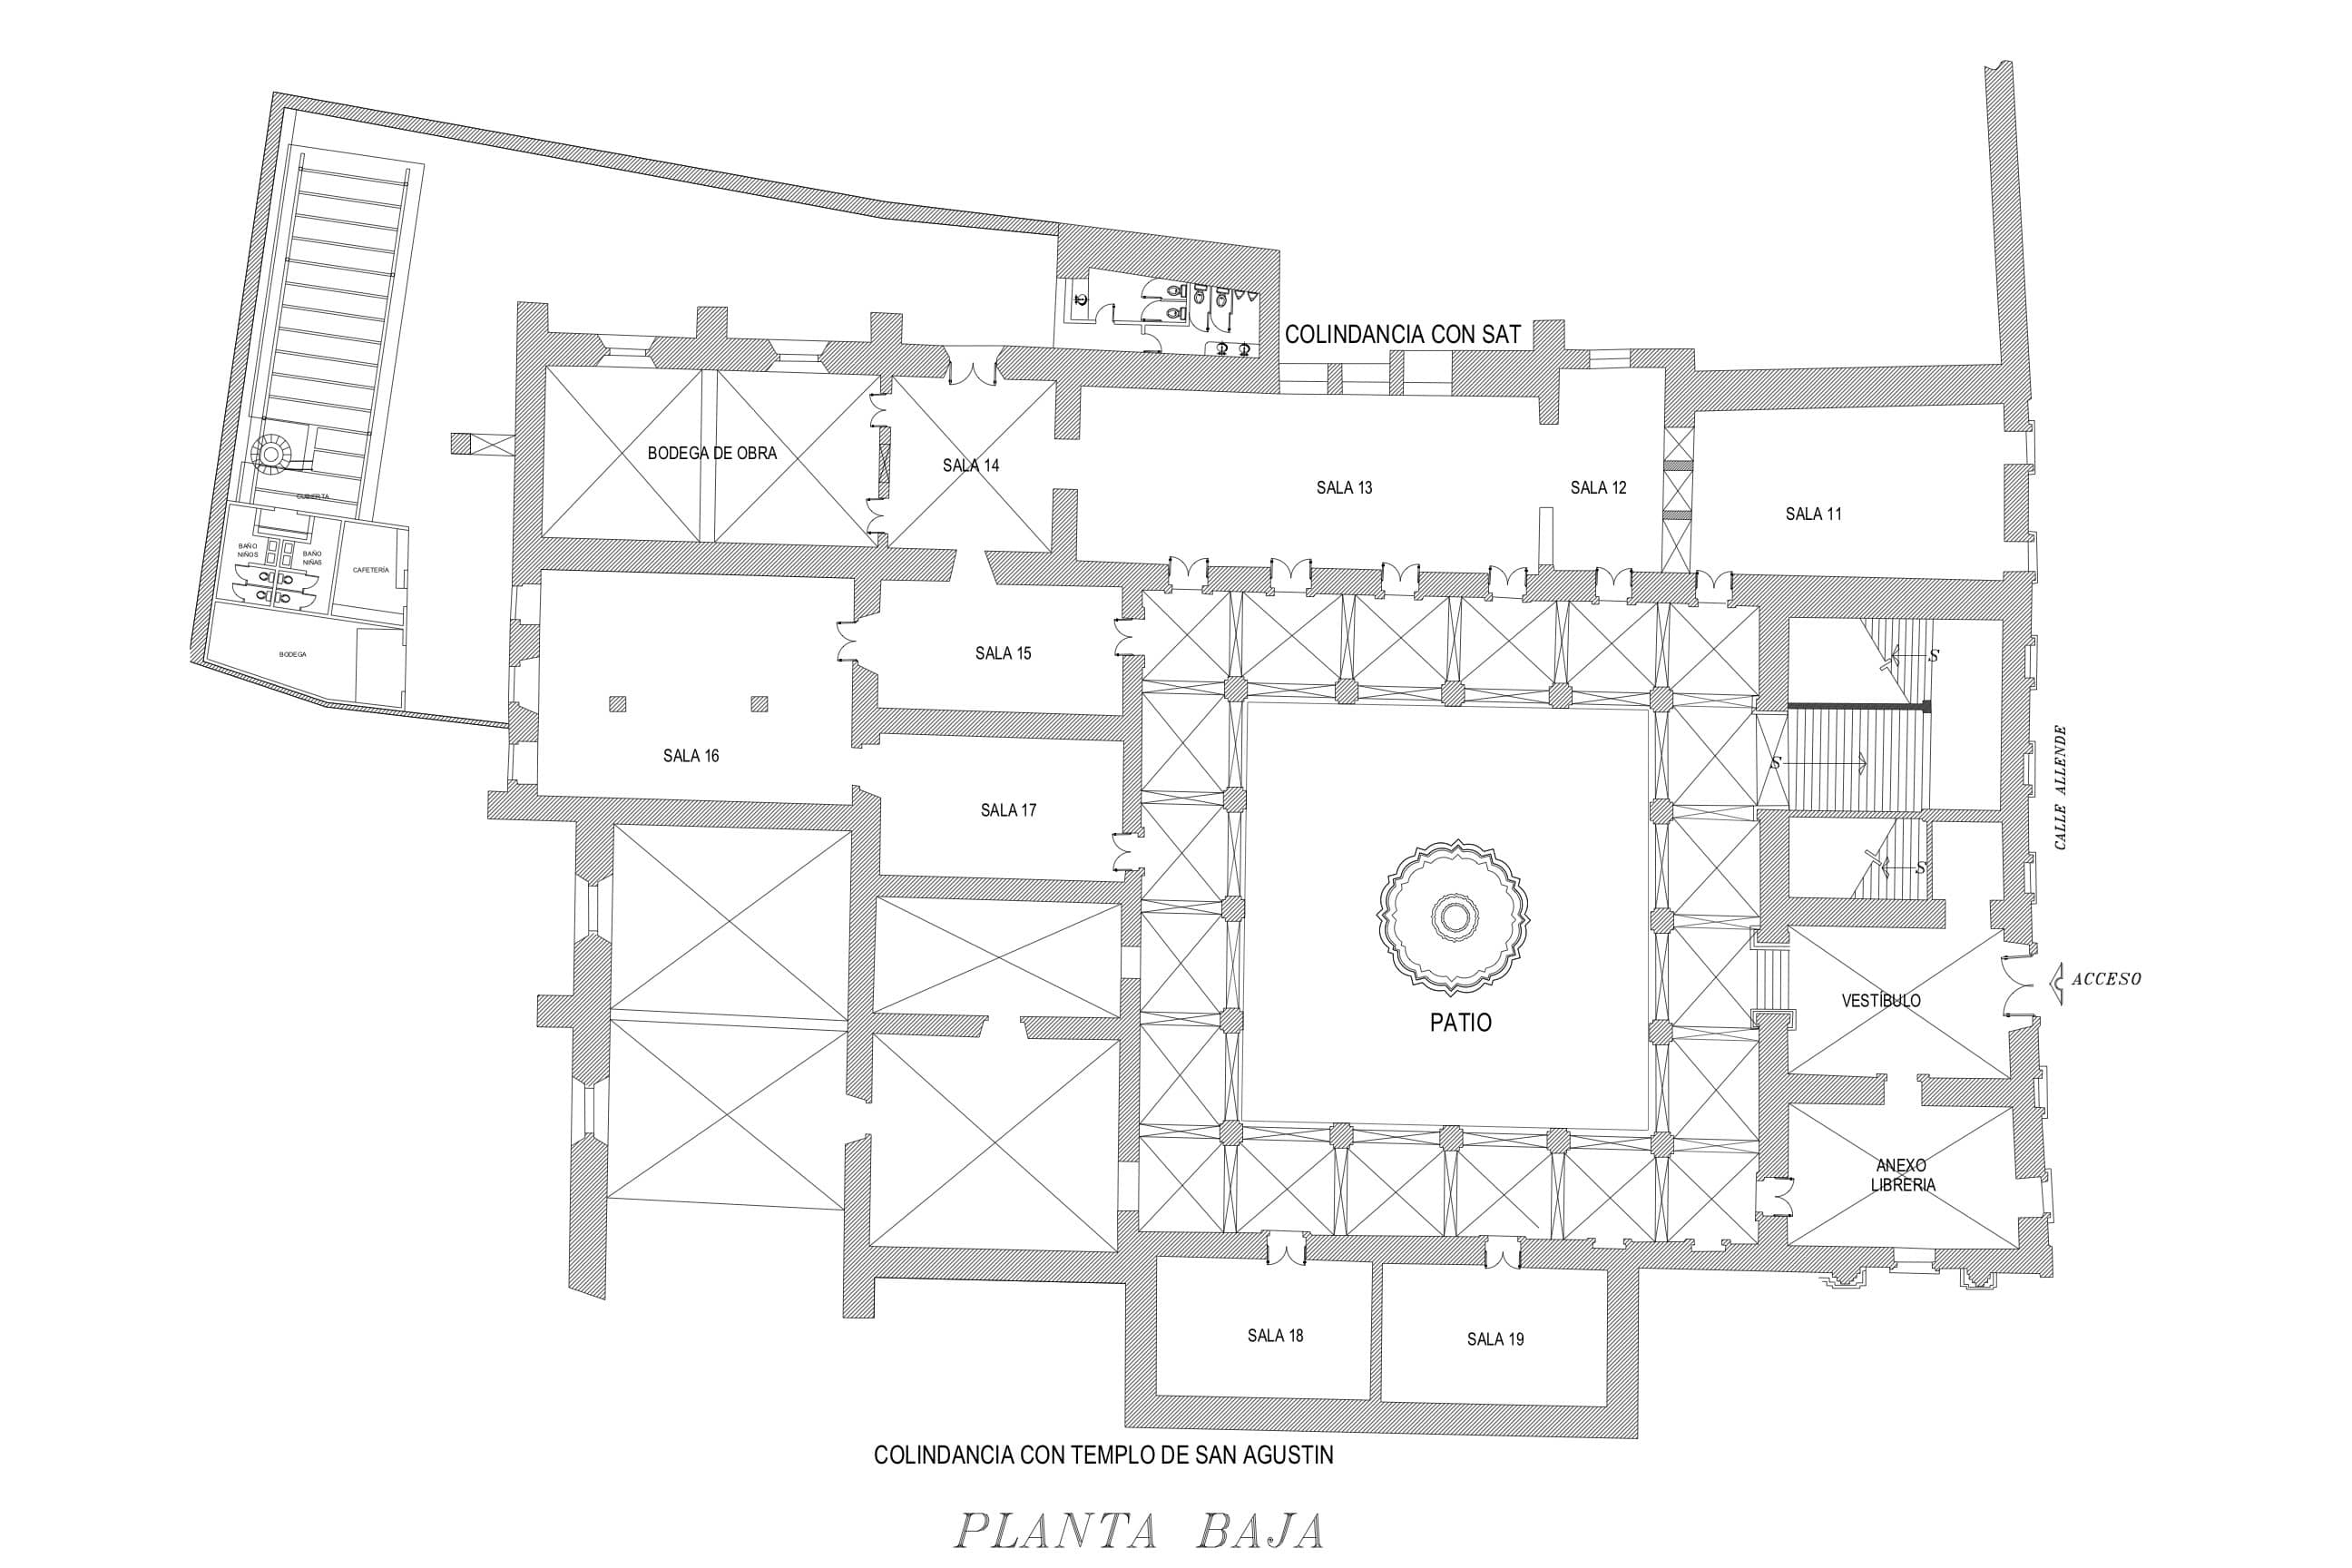 COLINDANCIA CON SAT
BODEGA DE OBRA
SALA 14
SALA 13
SALA 12
SALA 11
CUBIERTA
BAÑO
NIÑOS
BAÑO
NIÑAS
CAFETERÍA
BODEGA
SALA 15
S
SALA 16
S
CALLE ALLENDE
SALA 17
S
ACCESO
VESTÍBULO
PATIO
ANEXO
LIBRERIA
SALA 18
SALA 19
COLINDANCIA CON TEMPLO DE SAN AGUSTIN
PLANTA BAJA